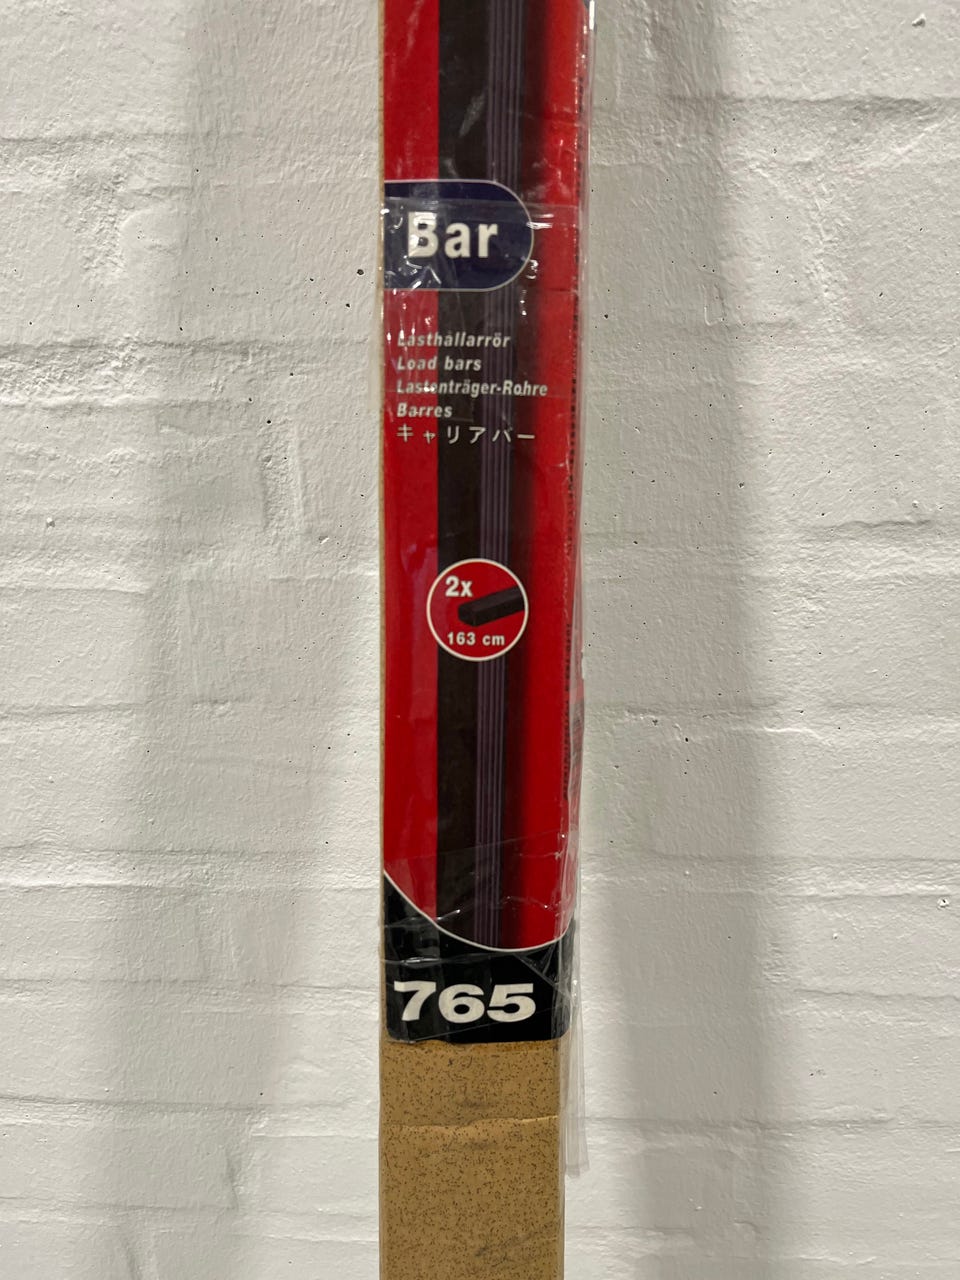 Bar
Lasthållarrör
Load bars
Lastenträger-Rohre
Barres
キャリアバー
2x
163 cm
765